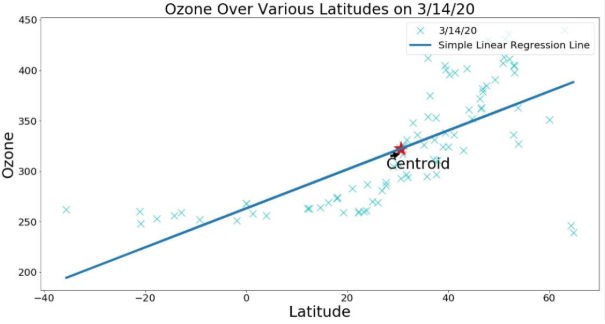 Ozone Over Various Latitudes on 3/14/20
450
400
350
300
250
200
Ozone
3/14/20
Simple Linear Regression Line
Centroid
−40
−20
0
20
40
60
Latitude